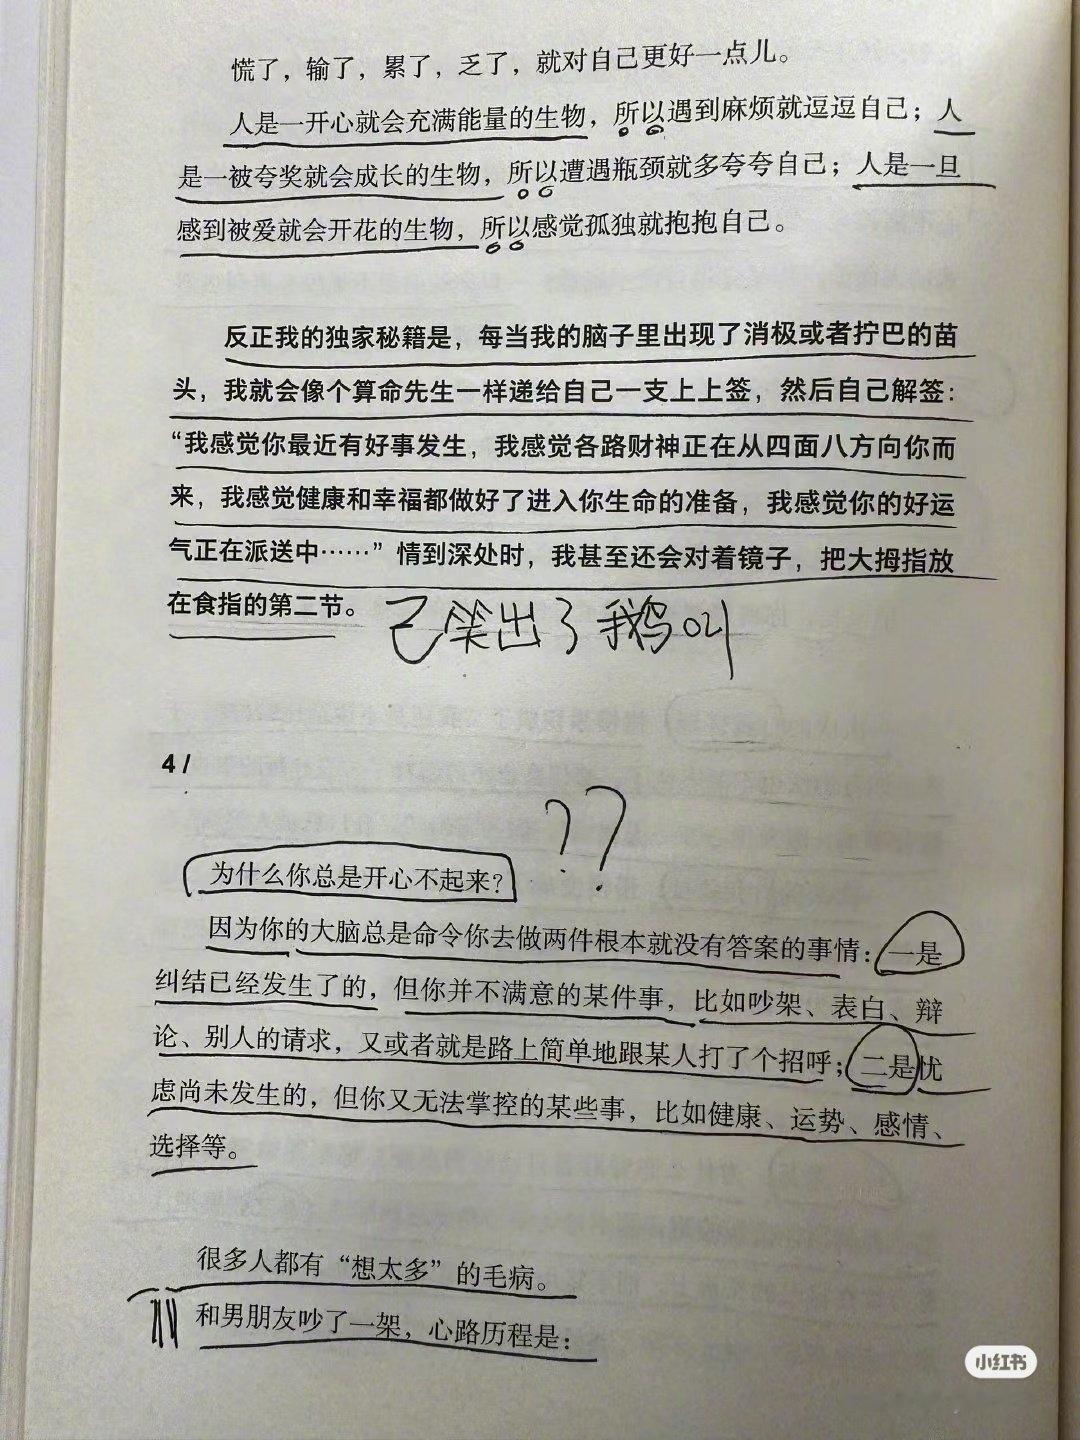 慌了，输了，累了，乏了，就对自己更好一点儿。
人是一开心就会充满能量的生物，所以遇到麻烦就逗逗自己；人
是一被夸奖就会成长的生物，所以遭遇瓶颈就多夸夸自己；人是一旦
感到被爱就会开花的生物，所以感觉孤独就抱抱自己。
反正我的独家秘籍是，每当我的脑子里出现了消极或者拧巴的苗
头，我就会像个算命先生一样递给自己一支上上签，然后自己解签：
“我感觉你最近有好事发生，我感觉各路财神正在从四面八方向你而
来，我感觉健康和幸福都做好了进入你生命的准备，我感觉你的好运
气正在派送中……”情到深处时，我甚至还会对着镜子，把大拇指放
在食指的第二节。
已笑出了鹅叫
4 /
??
为什么你总是开心不起来？
因为你的大脑总是命令你去做两件根本就没有答案的事情：一是
纠结已经发生了的，但你并不满意的某件事，比如吵架、表白、辩
论、别人的请求，又或者就是路上简单地跟某人打了个招呼；二是忧
虑尚未发生的，但你又无法掌控的某些事，比如健康、运势、感情、
选择等。
很多人都有“想太多”的毛病。
和男朋友吵了一架，心路历程是：
小红书